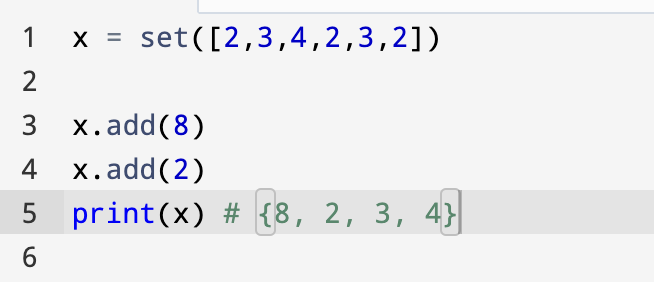 1 x = set([2,3,4,2,3,2])
2
3 x.add(8)
4 x.add(2)
5 print(x) # {8, 2, 3, 4}
6